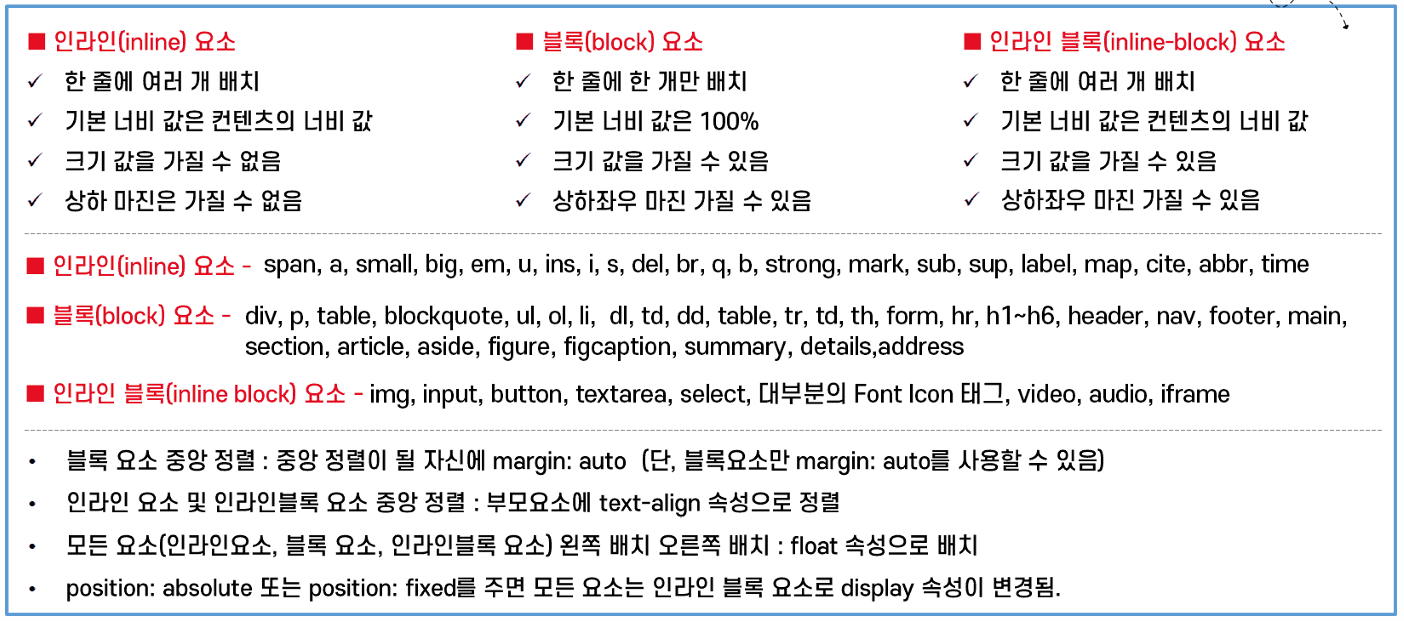 ■ 인라인(inline) 요소
✓ 한 줄에 여러 개 배치
✓ 기본 너비 값은 컨텐츠의 너비 값
✓ 크기 값을 가질 수 없음
✓ 상하 마진은 가질 수 없음
■ 블록(block) 요소
✓ 한 줄에 한 개만 배치
✓ 기본 너비 값은 100%
✓ 크기 값을 가질 수 있음
✓ 상하좌우 마진 가질 수 있음
■ 인라인 블록(inline-block) 요소
✓ 한 줄에 여러 개 배치
✓ 기본 너비 값은 컨텐츠의 너비 값
✓ 크기 값을 가질 수 있음
✓ 상하좌우 마진 가질 수 있음
■ 인라인(inline) 요소 - span, a, small, big, em, u, ins, i, s, del, br, q, b, strong, mark, sub, sup, label, map, cite, abbr, time
■ 블록(block) 요소 - div, p, table, blockquote, ul, ol, li, dl, td, dd, table, tr, td, th, form, hr, h1~h6, header, nav, footer, main,
section, article, aside, figure, figcaption, summary, details,address
■ 인라인 블록(inline block) 요소 - img, input, button, textarea, select, 대부분의 Font Icon 태그, video, audio, iframe
• 블록 요소 중앙 정렬 : 중앙 정렬이 될 자신에 margin: auto (단, 블록요소만 margin: auto를 사용할 수 있음)
• 인라인 요소 및 인라인블록 요소 중앙 정렬 : 부모요소에 text-align 속성으로 정렬
• 모든 요소(인라인요소, 블록 요소, 인라인블록 요소) 왼쪽 배치 오른쪽 배치 : float 속성으로 배치
• position: absolute 또는 position: fixed를 주면 모든 요소는 인라인 블록 요소로 display 속성이 변경됨.